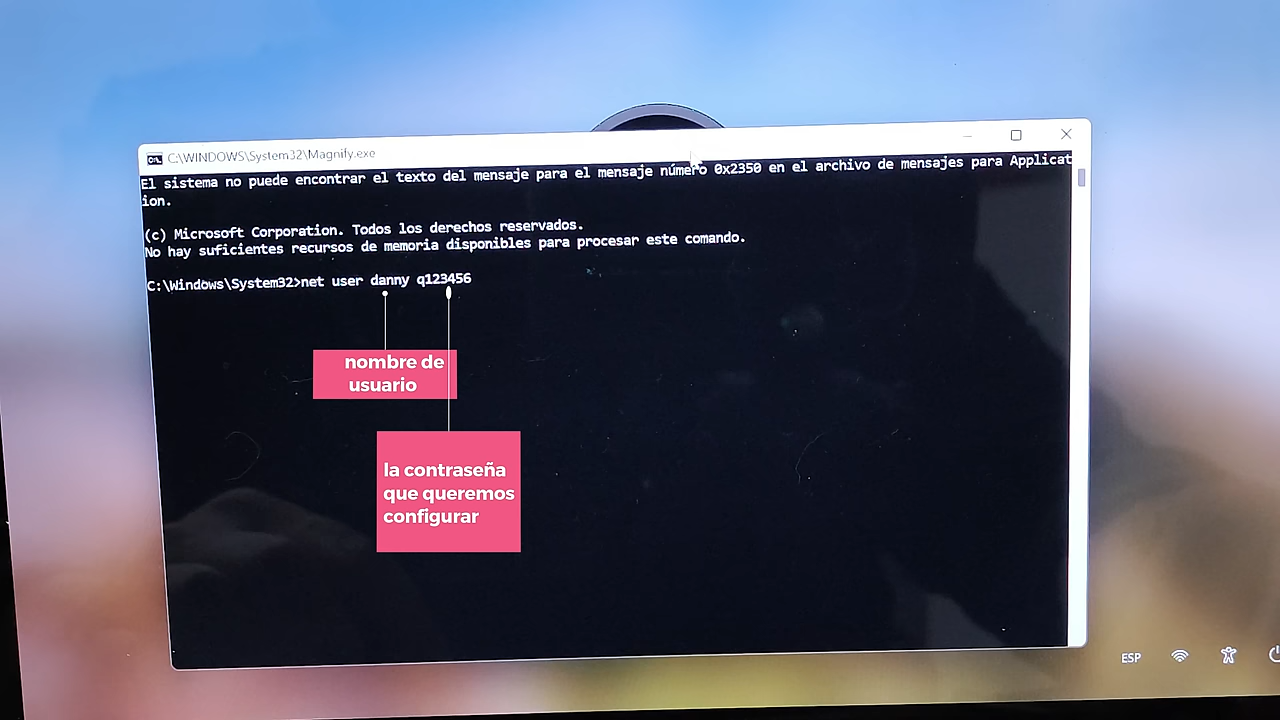 C:\WINDOWS\System32\Magnify.exe
El sistema no puede encontrar el texto del mensaje para el mensaje número 0x2350 en el archivo de mensajes para Applicat
ion.
(c) Microsoft Corporation. Todos los derechos reservados.
No hay suficientes recursos de memoria disponibles para procesar este comando.
C:\Windows\System32>net user danny q123456
nombre de
usuario
la contraseña
que queremos
configurar
ESP